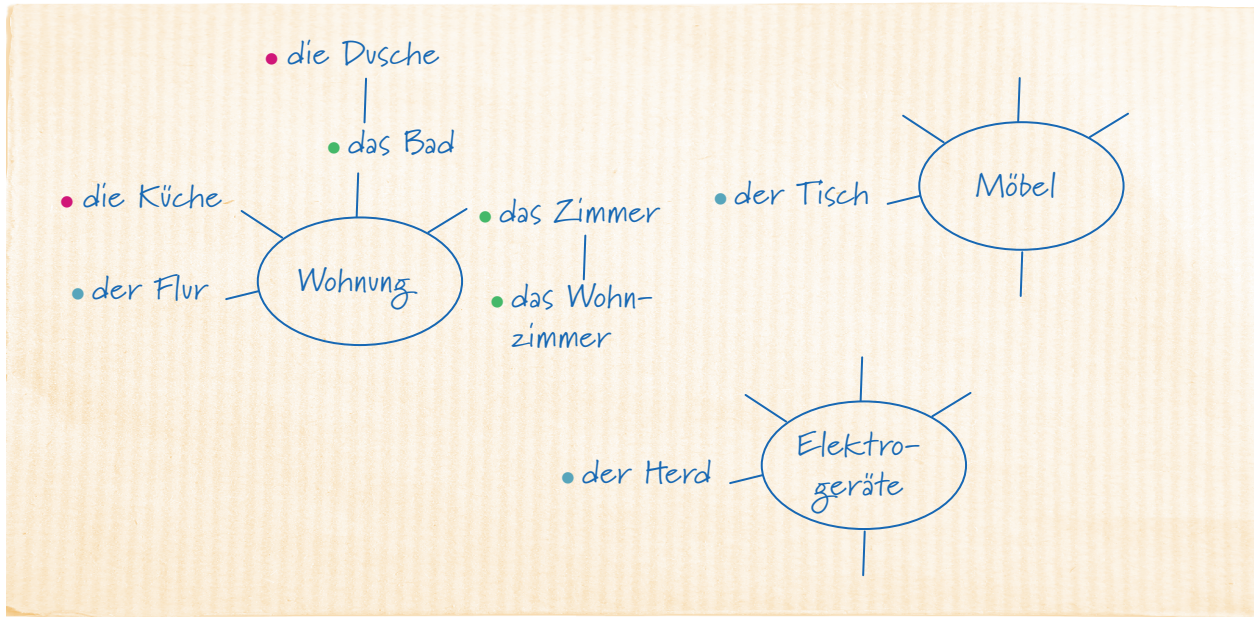 die Dusche
das Bad
die Küche
das Zimmer
der Flur
Wohnung
das Wohn-
zimmer
der Tisch
Möbel
der Herd
Elektro-
geräte